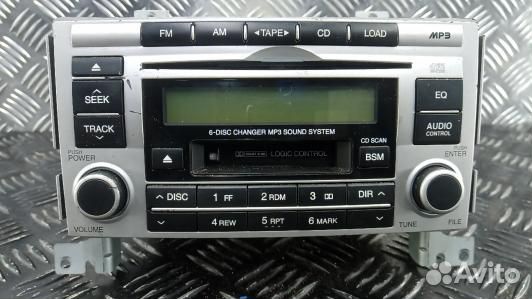 FM AM ◂TAPE▸ CD LOAD MP3
SEEK
TRACK
EQ
AUDIO CONTROL
6-DISC CHANGER MP3 SOUND SYSTEM
CD SCAN
BSM
LOGIC CONTROL
PUSH POWER
PUSH ENTER
DISC 1 FF 2 RDM 3 DIR
4 REW 5 RPT 6 MARK
VOLUME
TUNE FILE
Avito